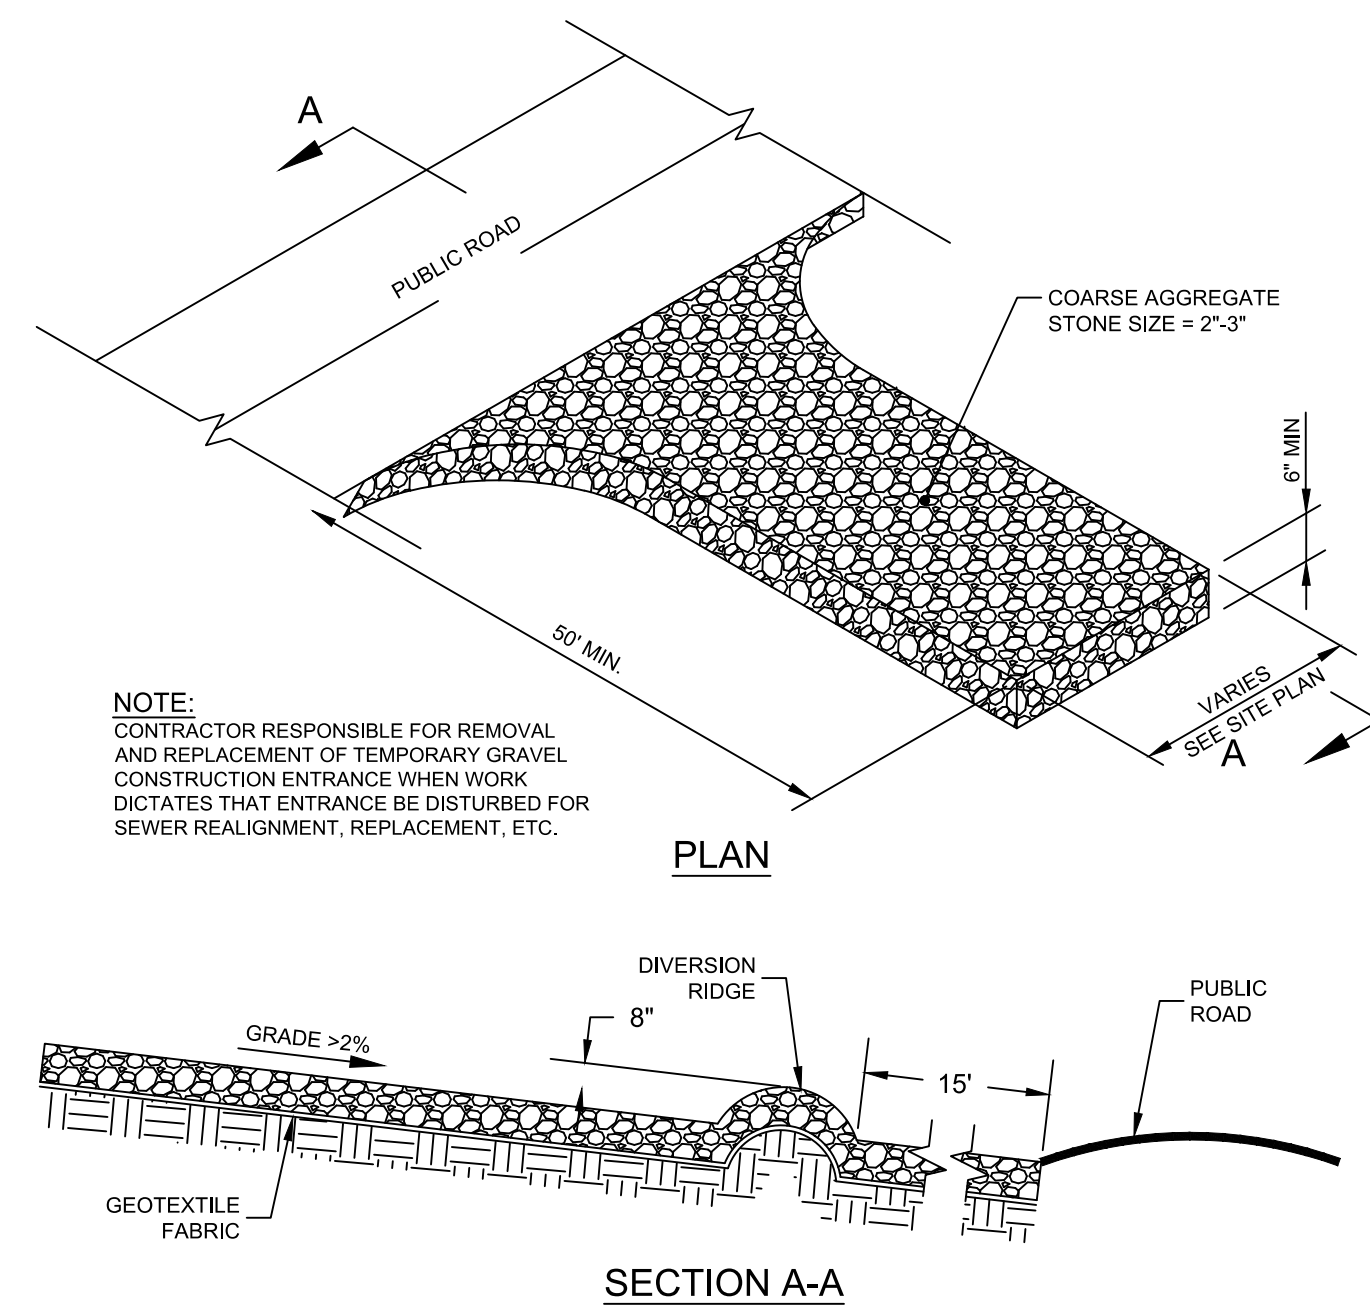 A
PUBLIC ROAD
COARSE AGGREGATE
STONE SIZE = 2"-3"
6" MIN
50' MIN.
VARIES
SEE SITE PLAN
A
NOTE:
CONTRACTOR RESPONSIBLE FOR REMOVAL
AND REPLACEMENT OF TEMPORARY GRAVEL
CONSTRUCTION ENTRANCE WHEN WORK
DICTATES THAT ENTRANCE BE DISTURBED FOR
SEWER REALIGNMENT, REPLACEMENT, ETC.
PLAN
DIVERSION
RIDGE
PUBLIC
ROAD
8"
GRADE >2%
15'
GEOTEXTILE
FABRIC
SECTION A-A